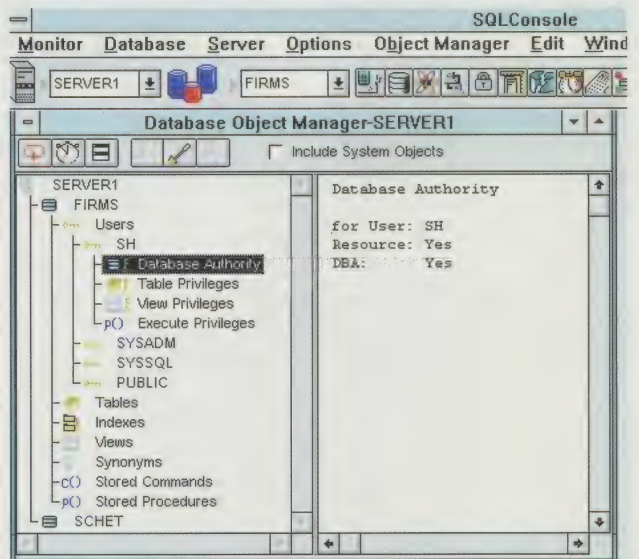 SQLConsole
Monitor Database Server Options Object Manager Edit Wind
SERVER1 FIRMS
Database Object Manager-SERVER1
Include System Objects
SERVER1
FIRMS
Users
SH
Database Authority
Table Privileges
View Privileges
p() Execute Privileges
SYSADM
SYSSQL
PUBLIC
Tables
Indexes
Views
Synonyms
c() Stored Commands
p() Stored Procedures
SCHET
Database Authority
for User: SH
Resource: Yes
DBA: Yes